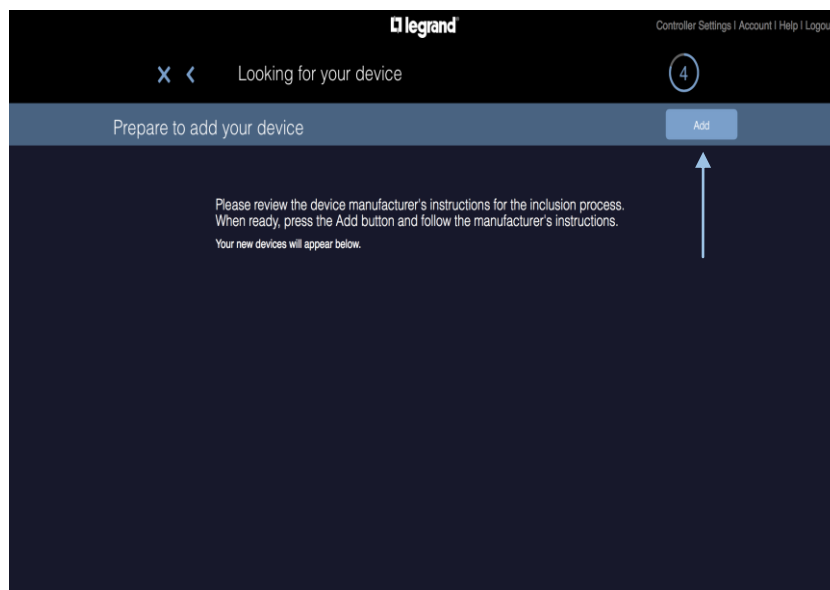 legrand
Controller Settings | Account | Help | Logou
Looking for your device
4
Prepare to add your device
Add
Please review the device manufacturer's instructions for the inclusion process.
When ready, press the Add button and follow the manufacturer's instructions.
Your new devices will appear below.